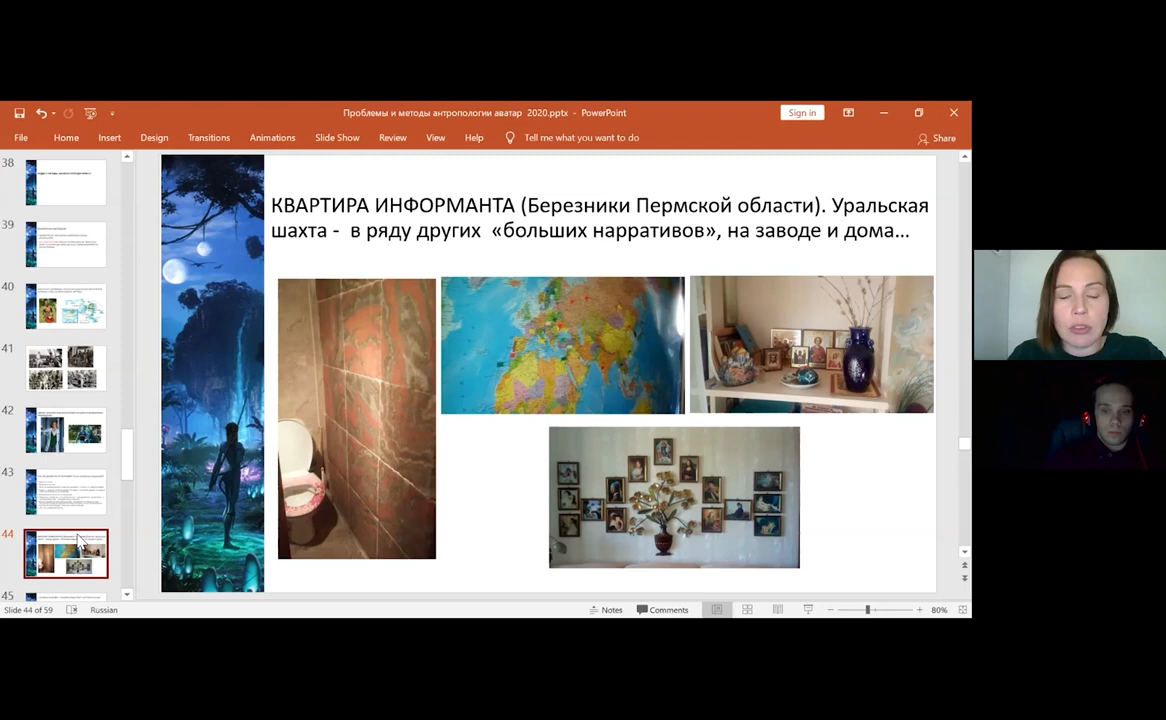 Проблемы и методы антропологии аватар 2020.pptx - PowerPoint
Sign in
File Home Insert Design Transitions Animations Slide Show Review View Help Tell me what you want to do Share
38
39
40
41
42
43
44
45
КВАРТИРА ИНФОРМАНТА (Березники Пермской области). Уральская
шахта - в ряду других «больших нарративов», на заводе и дома...
Slide 44 of 59 Russian Notes Comments 80%